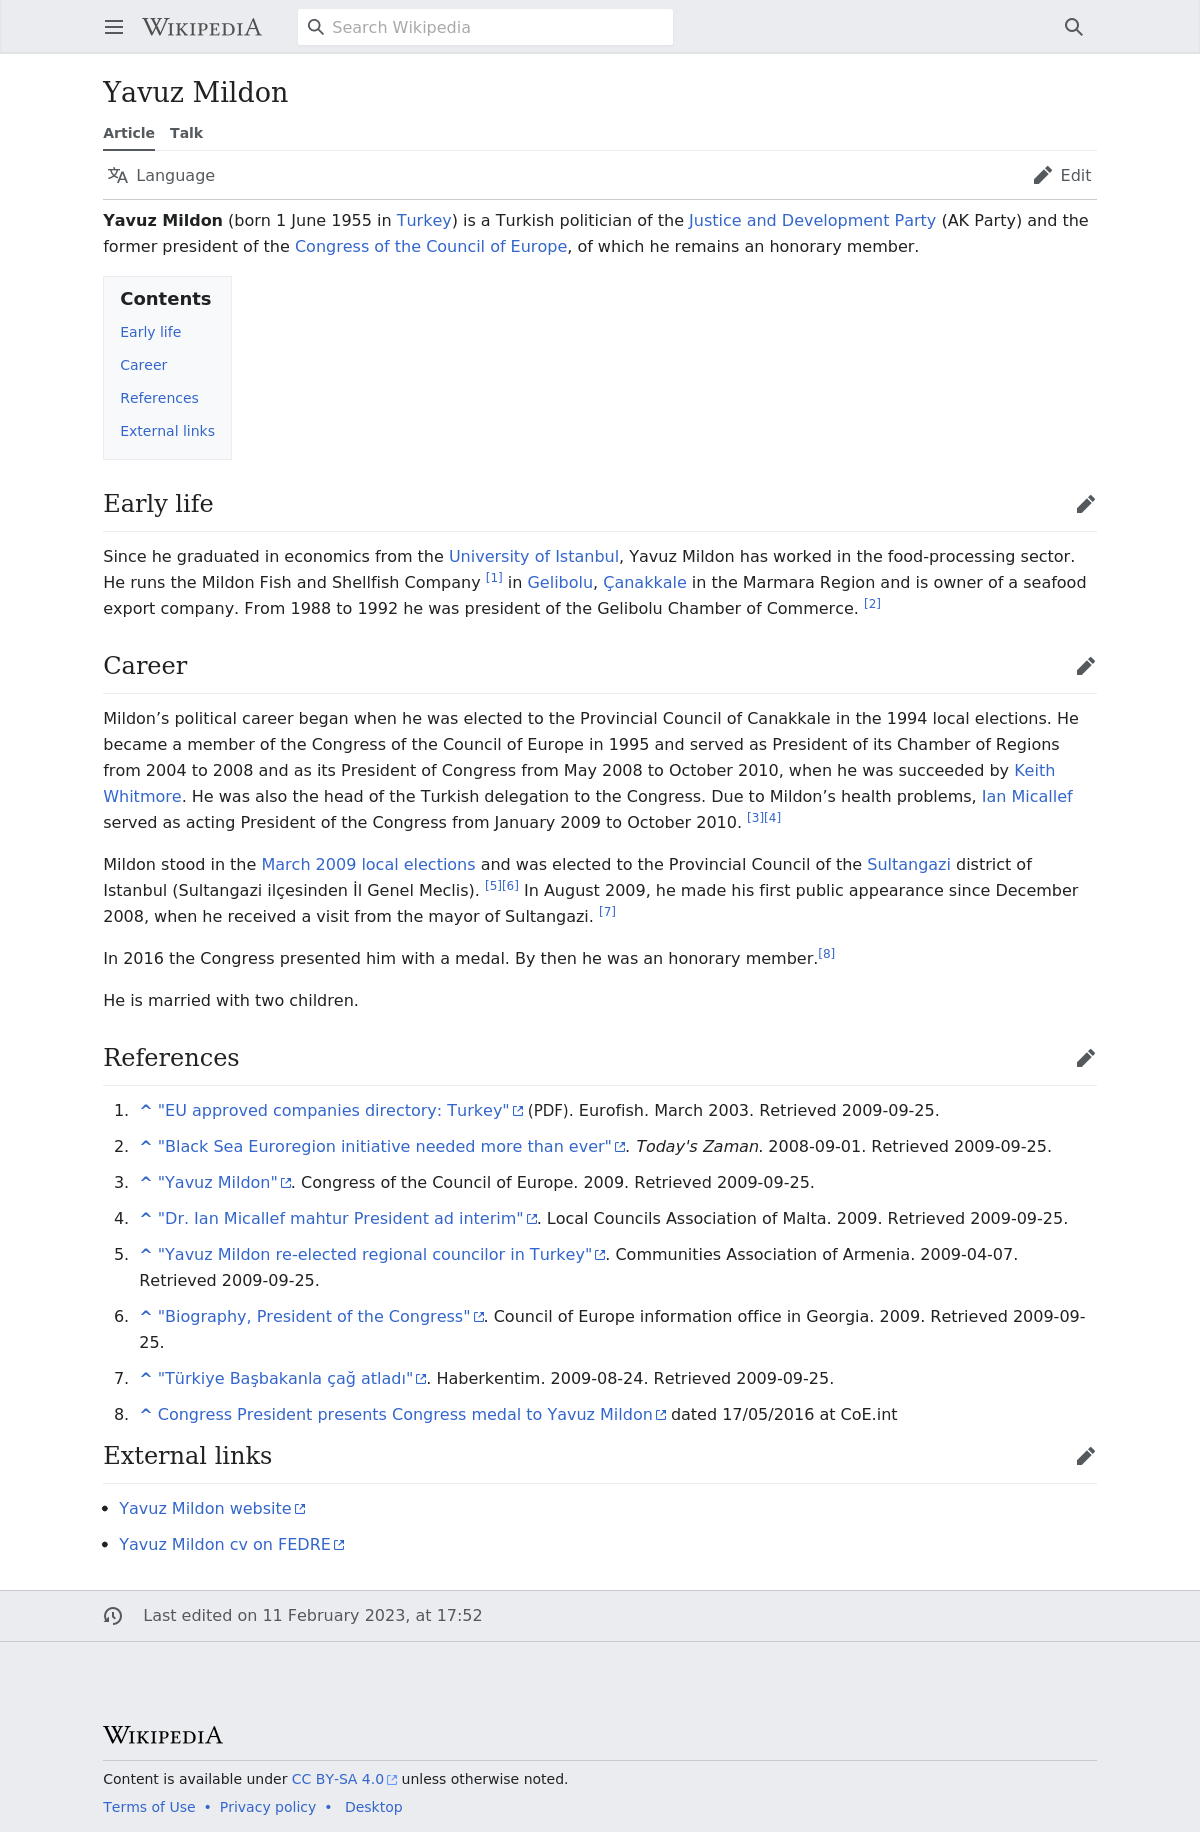 WIKIPEDIA
Search Wikipedia
Yavuz Mildon
Article Talk
Language
Edit
Yavuz Mildon (born 1 June 1955 in Turkey) is a Turkish politician of the Justice and Development Party (AK Party) and the
former president of the Congress of the Council of Europe, of which he remains an honorary member.
Contents
Early life
Career
References
External links
Early life
Since he graduated in economics from the University of Istanbul, Yavuz Mildon has worked in the food-processing sector.
He runs the Mildon Fish and Shellfish Company [1] in Gelibolu, Çanakkale in the Marmara Region and is owner of a seafood
export company. From 1988 to 1992 he was president of the Gelibolu Chamber of Commerce. [2]
Career
Mildon’s political career began when he was elected to the Provincial Council of Canakkale in the 1994 local elections. He
became a member of the Congress of the Council of Europe in 1995 and served as President of its Chamber of Regions
from 2004 to 2008 and as its President of Congress from May 2008 to October 2010, when he was succeeded by Keith
Whitmore. He was also the head of the Turkish delegation to the Congress. Due to Mildon’s health problems, Ian Micallef
served as acting President of the Congress from January 2009 to October 2010. [3][4]
Mildon stood in the March 2009 local elections and was elected to the Provincial Council of the Sultangazi district of
Istanbul (Sultangazi ilçesinden İl Genel Meclis). [5][6] In August 2009, he made his first public appearance since December
2008, when he received a visit from the mayor of Sultangazi. [7]
In 2016 the Congress presented him with a medal. By then he was an honorary member.[8]
He is married with two children.
References
1. ^ "EU approved companies directory: Turkey" (PDF). Eurofish. March 2003. Retrieved 2009-09-25.
2. ^ "Black Sea Euroregion initiative needed more than ever". Today's Zaman. 2008-09-01. Retrieved 2009-09-25.
3. ^ "Yavuz Mildon". Congress of the Council of Europe. 2009. Retrieved 2009-09-25.
4. ^ "Dr. Ian Micallef mahtur President ad interim". Local Councils Association of Malta. 2009. Retrieved 2009-09-25.
5. ^ "Yavuz Mildon re-elected regional councilor in Turkey". Communities Association of Armenia. 2009-04-07.
Retrieved 2009-09-25.
6. ^ "Biography, President of the Congress". Council of Europe information office in Georgia. 2009. Retrieved 2009-09-
25.
7. ^ "Türkiye Başbakanla çağ atladı". Haberkentim. 2009-08-24. Retrieved 2009-09-25.
8. ^ Congress President presents Congress medal to Yavuz Mildon dated 17/05/2016 at CoE.int
External links
• Yavuz Mildon website
• Yavuz Mildon cv on FEDRE
Last edited on 11 February 2023, at 17:52
WIKIPEDIA
Content is available under CC BY-SA 4.0 unless otherwise noted.
Terms of Use • Privacy policy • Desktop